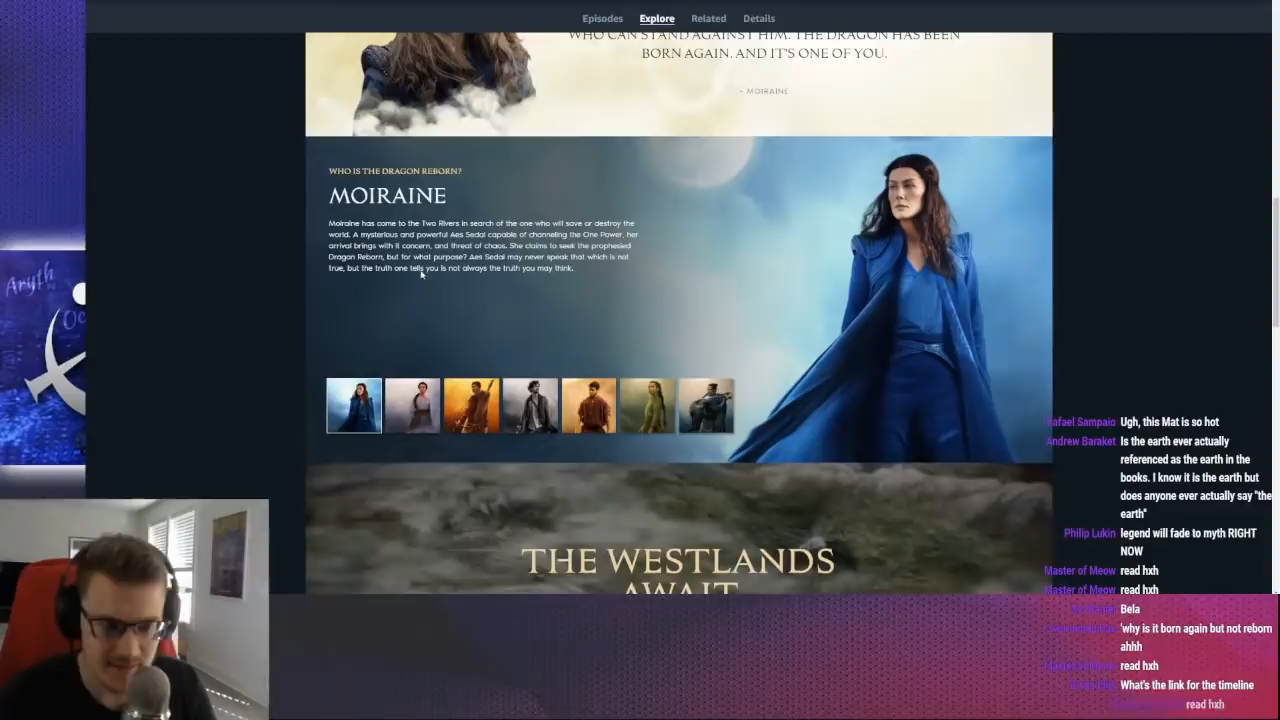 Episodes
Explore
Related
Details
WHO CAN STAND AGAINST HIM. THE DRAGON HAS BEEN
BORN AGAIN. AND IT'S ONE OF YOU.
- MOIRAINE
WHO IS THE DRAGON REBORN?
MOIRAINE
Moiraine has come to the Two Rivers in search of the one who will save or destroy the
world. A mysterious and powerful Aes Sedai capable of channeling the One Power, her
arrival brings with it concern, and threat of chaos. She claims to seek the prophesied
Dragon Reborn, but for what purpose? Aes Sedai may never speak that which is not
true, but the truth one tells you is not always the truth you may think.
THE WESTLANDS
AWAIT
Aryth
Oc
Rafael Sampaio Ugh, this Mat is so hot
Andrew Baraket Is the earth ever actually
referenced as the earth in the
books. I know it is the earth but
does anyone ever actually say "the
earth"
Philip Lukin legend will fade to myth RIGHT
NOW
Master of Meow read hxh
Master of Meow read hxh
Bela
'why is it born again but not reborn
ahhh
read hxh
What's the link for the timeline
read hxh